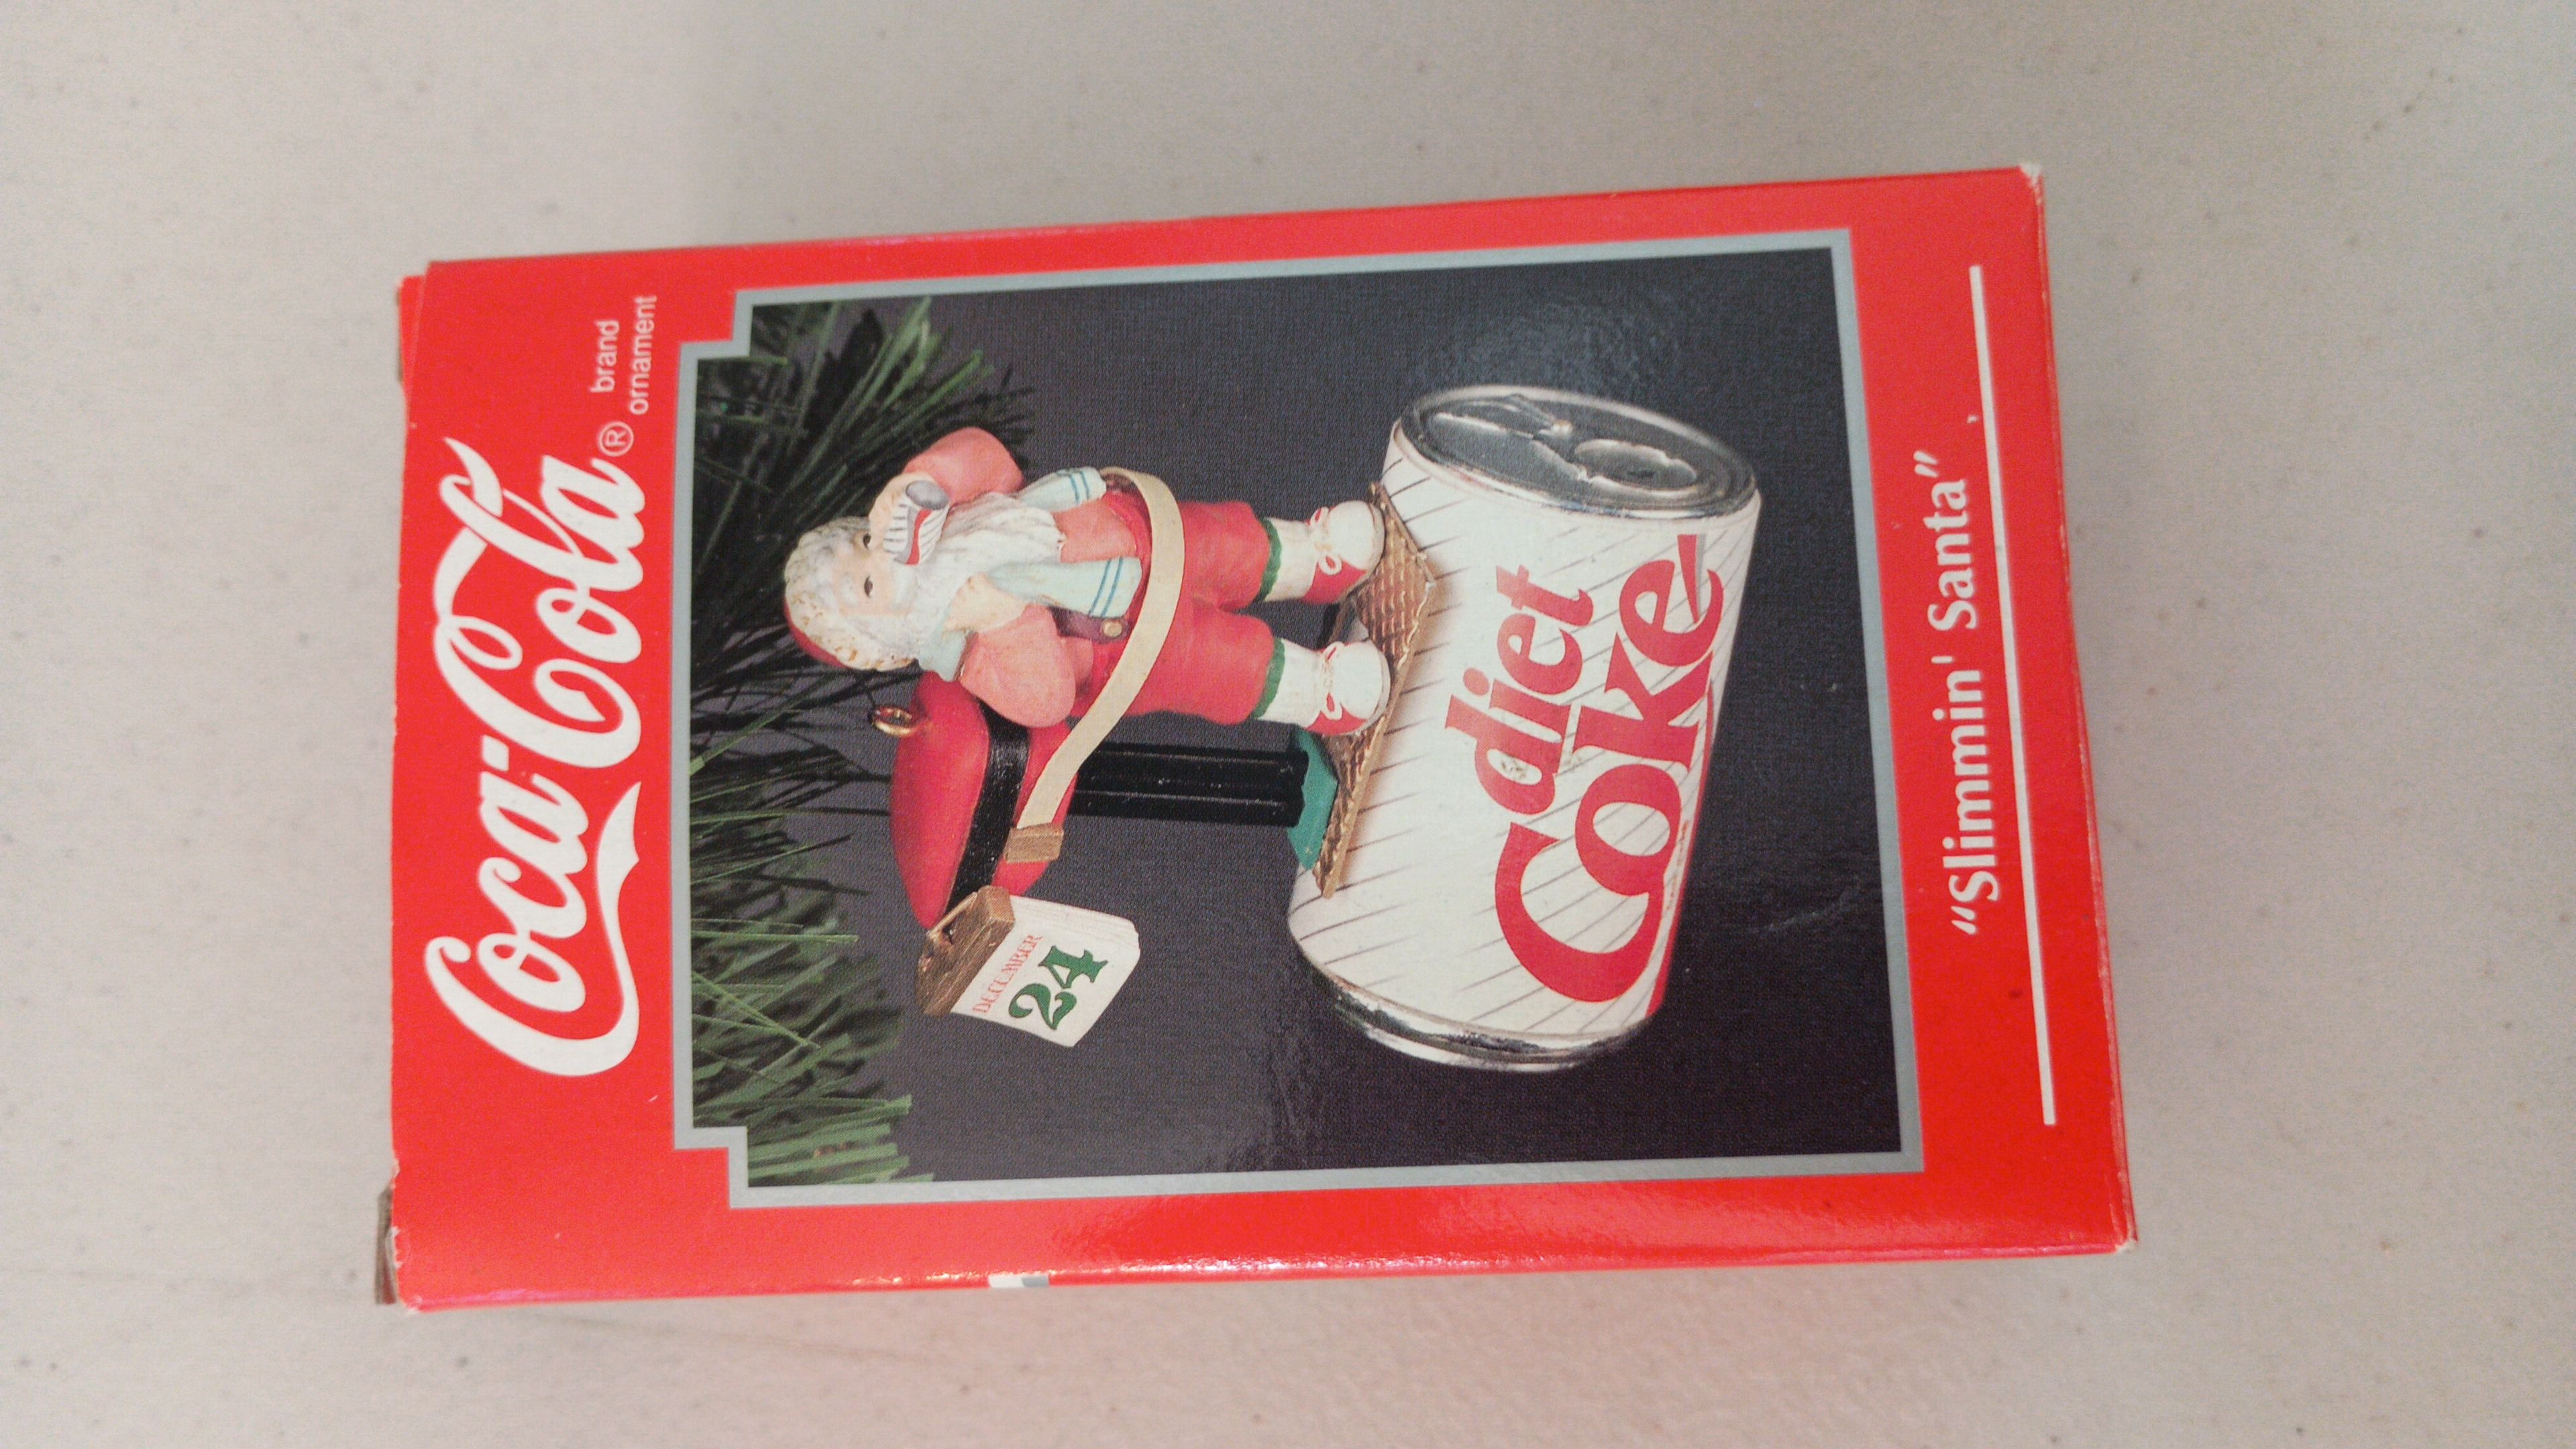 Coca-Cola®
brand
ornament
DECEMBER
24
diet
Coke
“Slimmin' Santa”